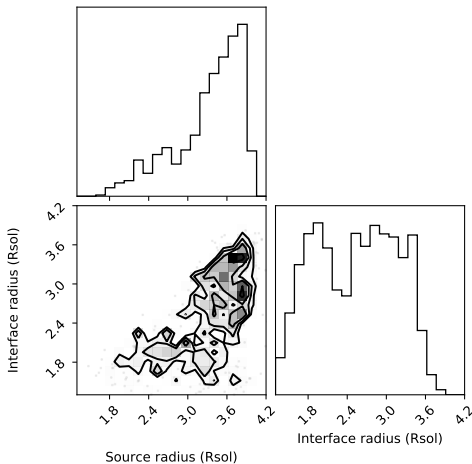 4.2
3.6
3.0
2.4
1.8
Interface radius (Rsol)
1.8 2.4 3.0 3.6 4.2
Source radius (Rsol)
1.8 2.4 3.0 3.6 4.2
Interface radius (Rsol)